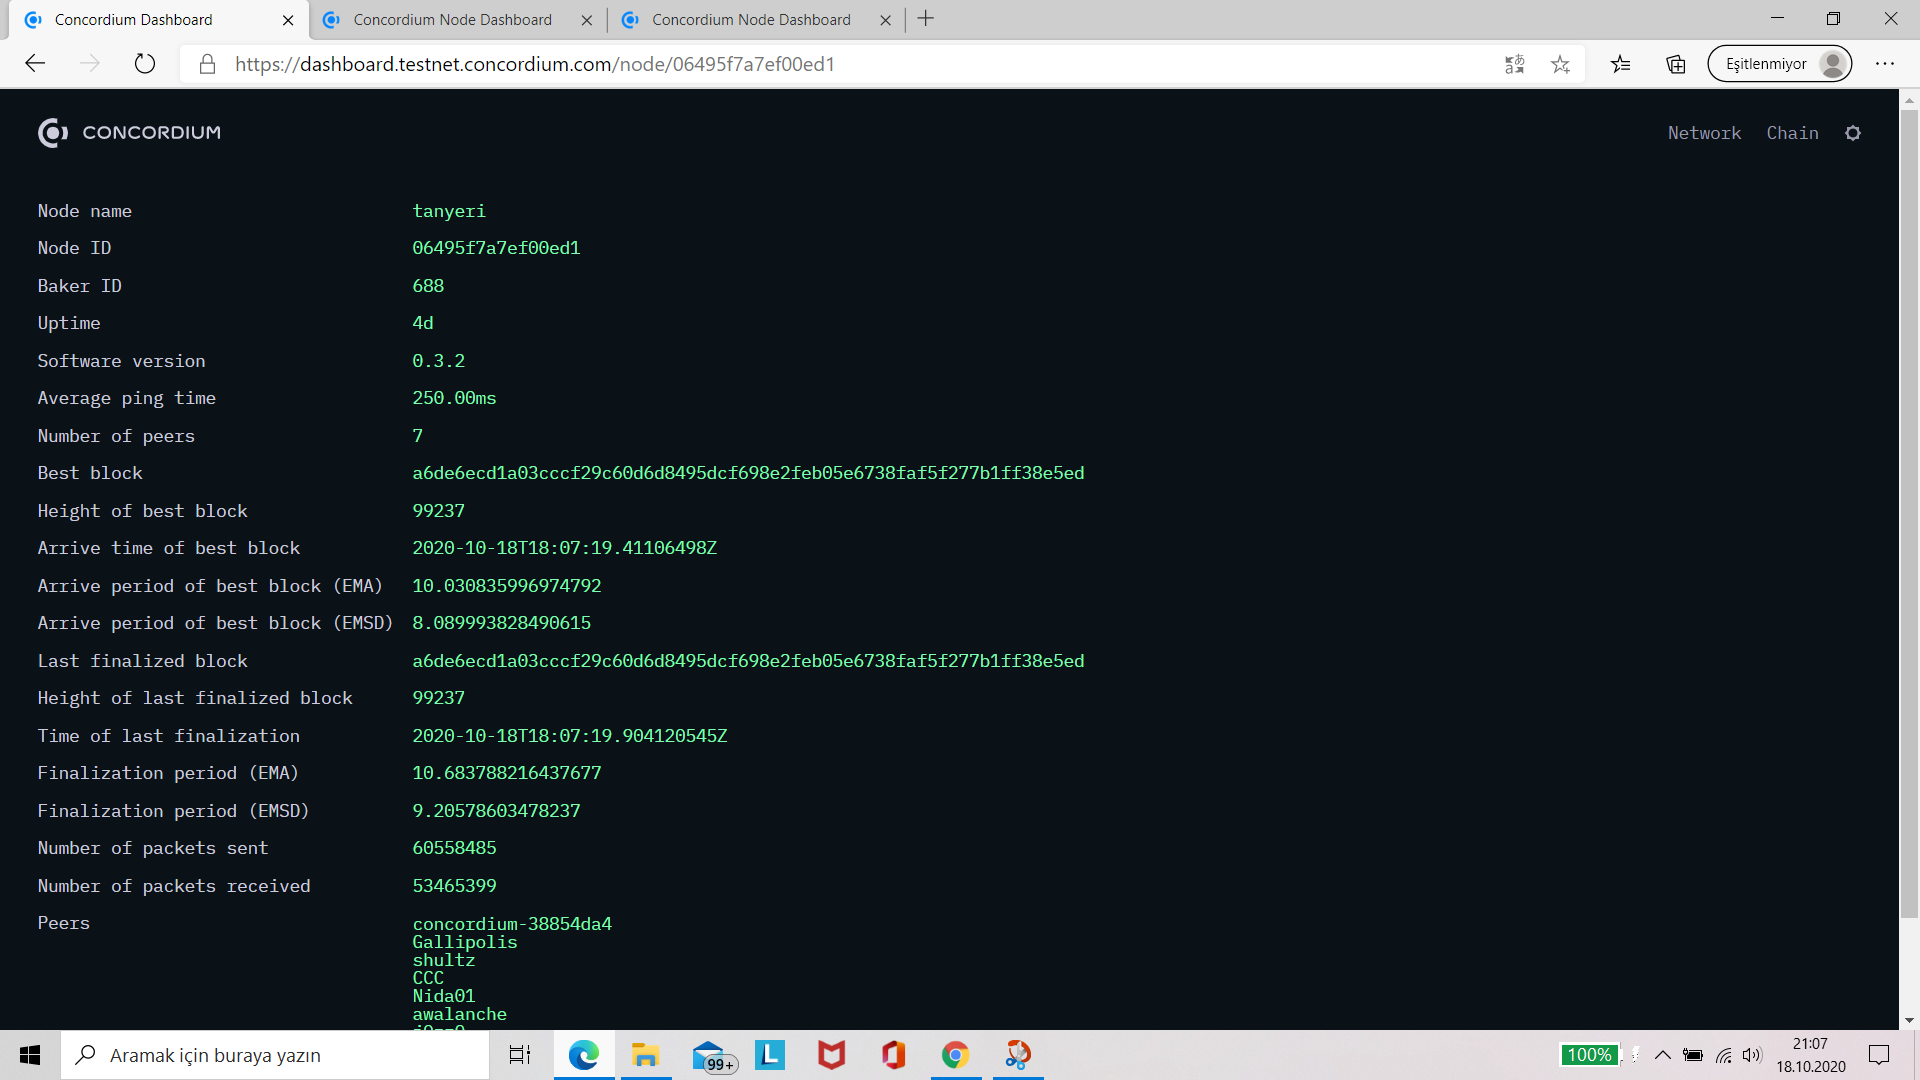 Concordium Dashboard
Concordium Node Dashboard
Concordium Node Dashboard
https://dashboard.testnet.concordium.com/node/06495f7a7ef00ed1
Eşitlenmiyor
CONCORDIUM
Network Chain
Node name tanyeri
Node ID 06495f7a7ef00ed1
Baker ID 688
Uptime 4d
Software version 0.3.2
Average ping time 250.00ms
Number of peers 7
Best block a6de6ecd1a03cccf29c60d6d8495dcf698e2feb05e6738faf5f277b1ff38e5ed
Height of best block 99237
Arrive time of best block 2020-10-18T18:07:19.41106498Z
Arrive period of best block (EMA) 10.030835996974792
Arrive period of best block (EMSD) 8.089993828490615
Last finalized block a6de6ecd1a03cccf29c60d6d8495dcf698e2feb05e6738faf5f277b1ff38e5ed
Height of last finalized block 99237
Time of last finalization 2020-10-18T18:07:19.904120545Z
Finalization period (EMA) 10.683788216437677
Finalization period (EMSD) 9.20578603478237
Number of packets sent 60558485
Number of packets received 53465399
Peers concordium-38854da4
Gallipolis
shultz
CCC
Nida01
awalanche
Aramak için buraya yazın
99+
L
100%
21:07
18.10.2020